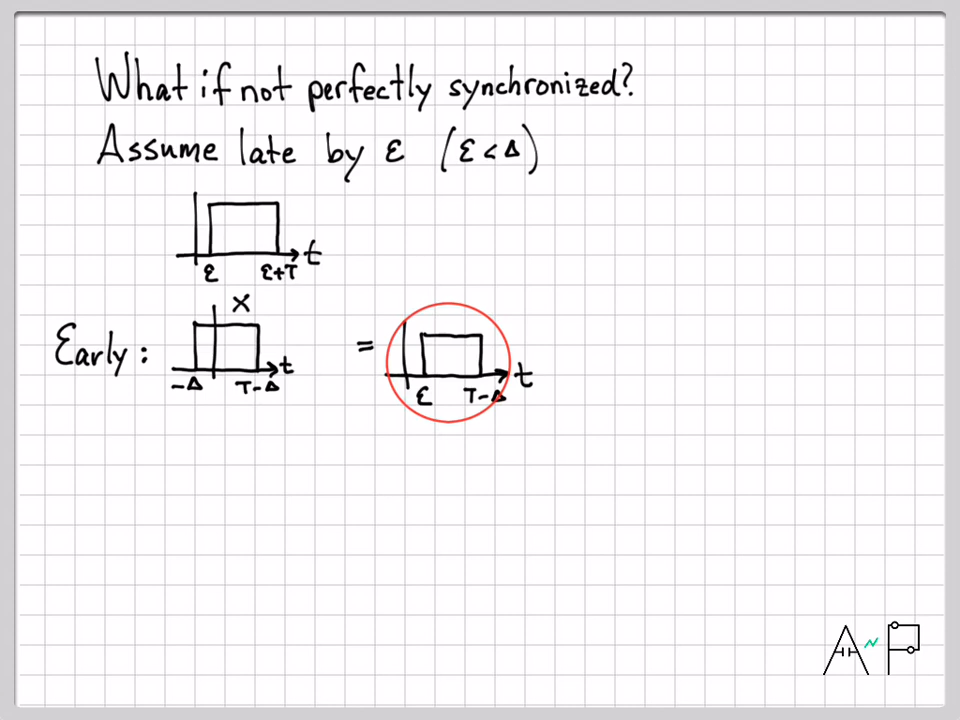 What if not perfectly synchronized?
Assume late by ε (ε < Δ)
t
ε ε+T
X
Early: = 
t t
-Δ T-Δ ε T-Δ